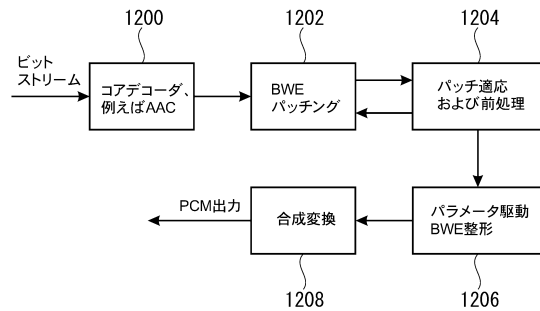 1200
1202
1204
ビット
ストリーム
コアデコーダ、
例えばAAC
BWE
パッチング
パッチ適応
および前処理
PCM出力
合成変換
パラメータ駆動
BWE整形
1208
1206